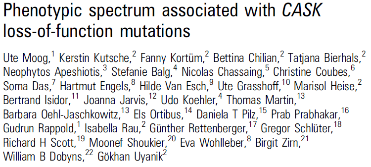 Phenotypic spectrum associated with CASK
loss-of-function mutations
Ute Moog,1 Kerstin Kutsche,2 Fanny Kortüm,2 Bettina Chilian,2 Tatjana Bierhals,2
Neophytos Apeshiotis,3 Stefanie Balg,4 Nicolas Chassaing,5 Christine Coubes,6
Soma Das,7 Hartmut Engels,8 Hilde Van Esch,9 Ute Grasshoff,10 Marisol Heise,2
Bertrand Isidor,11 Joanna Jarvis,12 Udo Koehler,4 Thomas Martin,13
Barbara Oehl-Jaschkowitz,13 Els Ortibus,14 Daniela T Pilz,15 Prab Prabhakar,16
Gudrun Rappold,1 Isabella Rau,2 Günther Rettenberger,17 Gregor Schlüter,18
Richard H Scott,19 Moonef Shoukier,20 Eva Wohlleber,8 Birgit Zirn,21
William B Dobyns,22 Gökhan Uyanik2